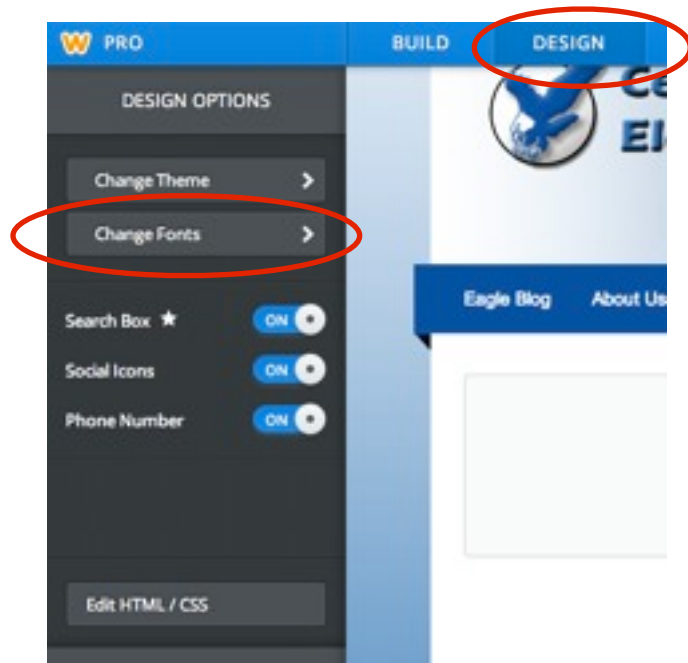 PRO
BUILD
DESIGN
DESIGN OPTIONS
Change Theme
Change Fonts
Search Box
ON
Social Icons
ON
Phone Number
ON
Edit HTML / CSS
Eagle Blog
About Us